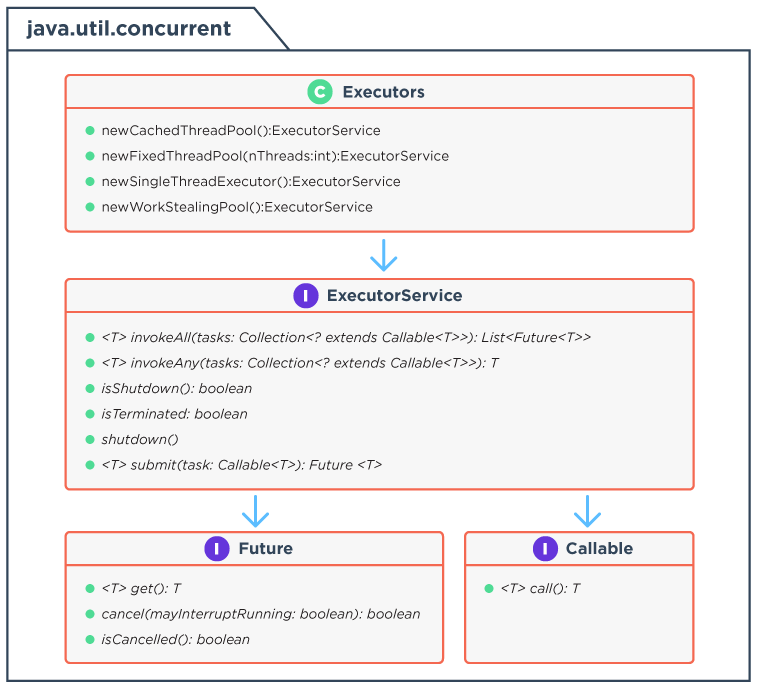 java.util.concurrent
C Executors
newCachedThreadPool():ExecutorService
newFixedThreadPool(nThreads:int):ExecutorService
newSingleThreadExecutor():ExecutorService
newWorkStealingPool():ExecutorService
I ExecutorService
<T> invokeAll(tasks: Collection<? extends Callable<T>>): List<Future<T>>
<T> invokeAny(tasks: Collection<? extends Callable<T>>): T
isShutdown(): boolean
isTerminated: boolean
shutdown()
<T> submit(task: Callable<T>): Future <T>
I Future
<T> get(): T
cancel(mayInterruptRunning: boolean): boolean
isCancelled(): boolean
I Callable
<T> call(): T